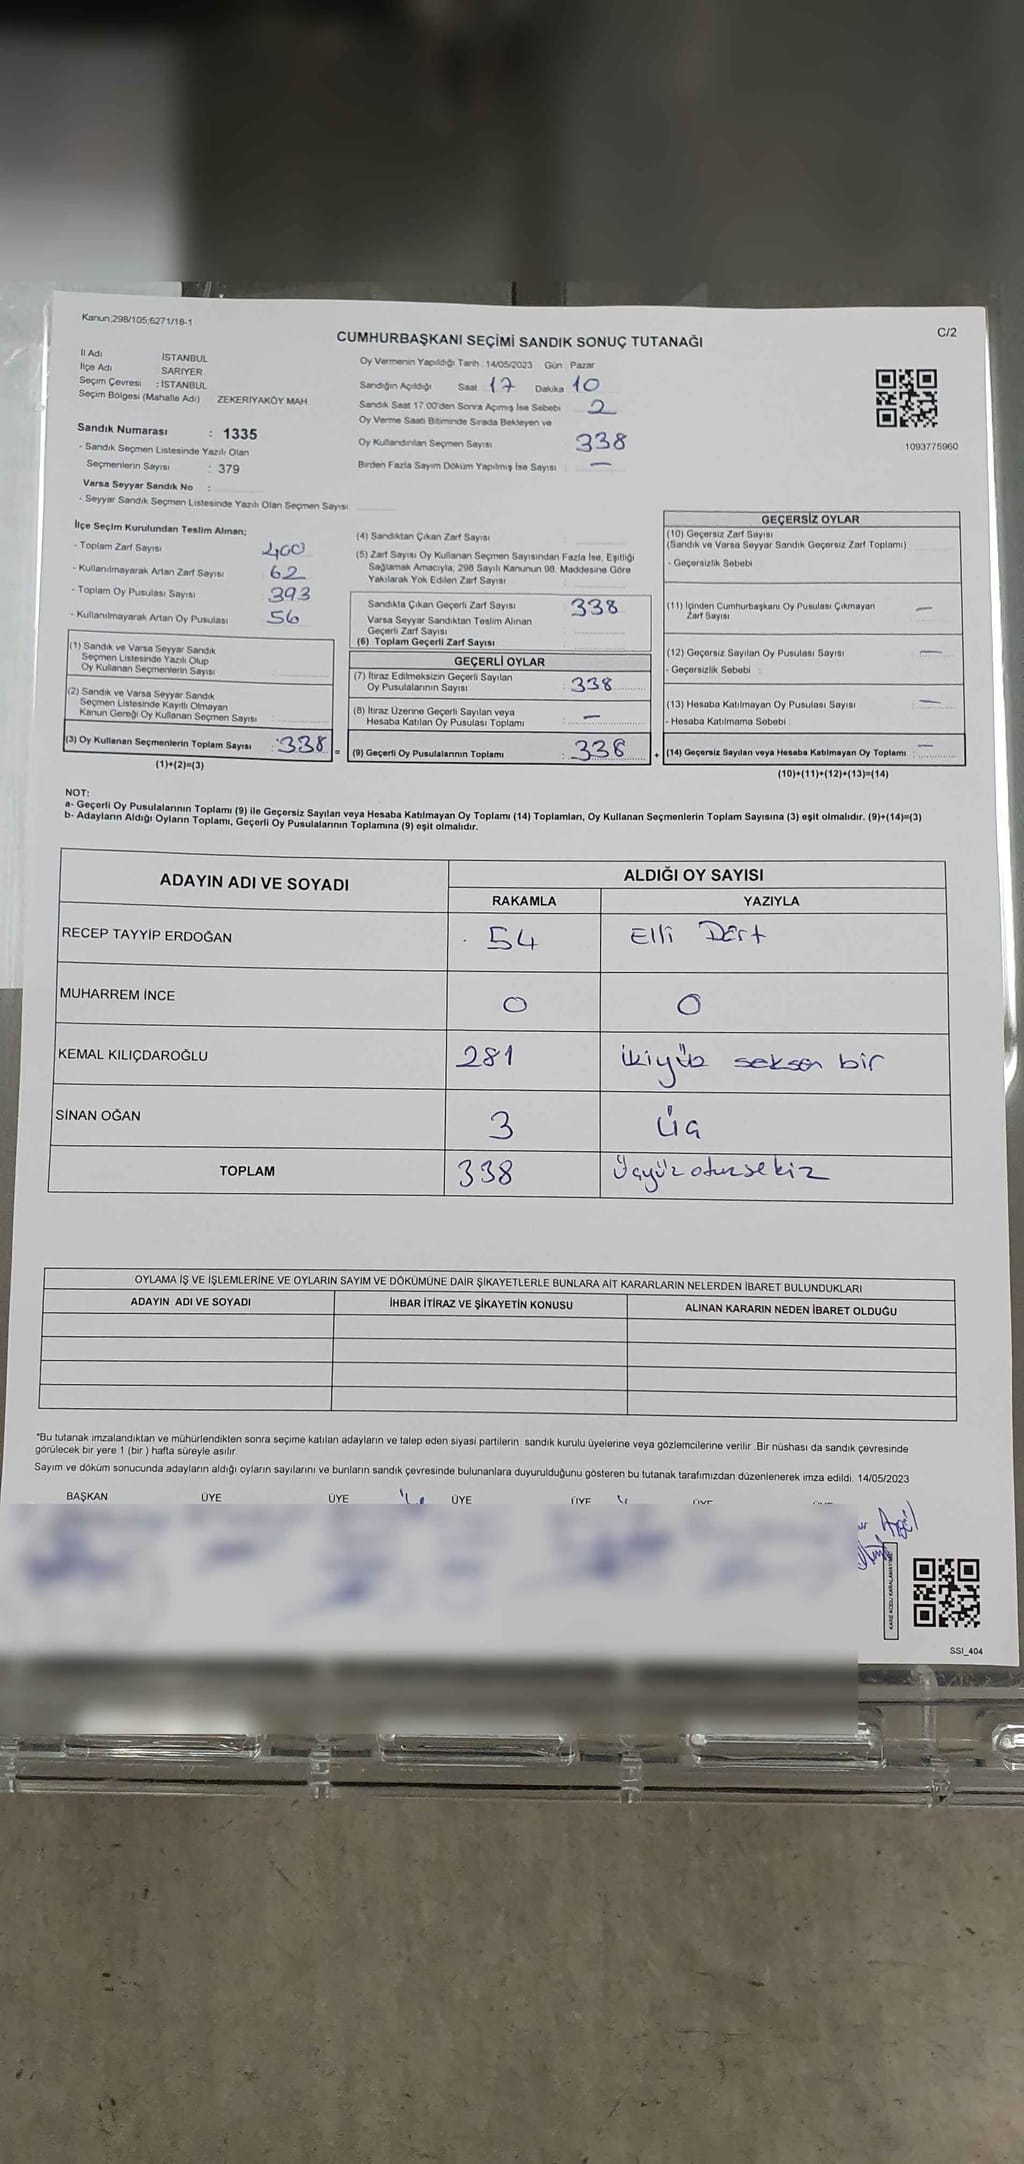 Kanun,298/105,6271/18-1
C/2
CUMHURBAŞKANI SEÇİMİ SANDIK SONUÇ TUTANAĞI
İl Adı İSTANBUL
İlçe Adı SARIYER
Seçim Çevresi : İSTANBUL
Seçim Bölgesi (Mahalle Adı) ZEKERİYAKÖY MAH
Sandık Numarası : 1335
- Sandık Seçmen Listesinde Yazılı Olan
Seçmenlerin Sayısı : 379
Varsa Seyyar Sandık No :
- Seyyar Sandık Seçmen Listesinde Yazılı Olan Seçmen Sayısı
Oy Vermenin Yapıldığı Tarih : 14/05/2023 Gün : Pazar
Sandığın Açıldığı Saat 17 Dakika 10
Sandık Saat 17:00'den Sonra Açımış İse Sebebi 2
Oy Verme Saati Bitiminde Sırada Bekleyen ve
Oy Kullandırılan Seçmen Sayısı 338
Birden Fazla Sayım Döküm Yapılmış İse Sayısı : —
1093775960
İlçe Seçim Kurulundan Teslim Alınan;
- Toplam Zarf Sayısı 400
- Kullanılmayarak Artan Zarf Sayısı 62
- Toplam Oy Pusulası Sayısı 393
- Kullanılmayarak Artan Oy Pusulası 56
(1) Sandık ve Varsa Seyyar Sandık
Seçmen Listesinde Yazılı Olup
Oy Kullanan Seçmenlerin Sayısı
(2) Sandık ve Varsa Seyyar Sandık
Seçmen Listesinde Kayıtlı Olmayan
Kanun Gereği Oy Kullanan Seçmen Sayısı
(3) Oy Kullanan Seçmenlerin Toplam Sayısı : 338 =
(1)+(2)=(3)
(4) Sandıktan Çıkan Zarf Sayısı
(5) Zarf Sayısı Oy Kullanan Seçmen Sayısından Fazla İse, Eşitliği
Sağlamak Amacıyla, 298 Sayılı Kanunun 98. Maddesine Göre
Yakılarak Yok Edilen Zarf Sayısı
Sandıkta Çıkan Geçerli Zarf Sayısı 338
Varsa Seyyar Sandıktan Teslim Alınan
Geçerli Zarf Sayısı
(6) Toplam Geçerli Zarf Sayısı
GEÇERLİ OYLAR
(7) İtiraz Edilmeksizin Geçerli Sayılan
Oy Pusulalarının Sayısı : 338
(8) İtiraz Üzerine Geçerli Sayılan veya
Hesaba Katılan Oy Pusulası Toplamı —
(9) Geçerli Oy Pusulalarının Toplamı : 338 +
GEÇERSİZ OYLAR
(10) Geçersiz Zarf Sayısı
(Sandık ve Varsa Seyyar Sandık Geçersiz Zarf Toplamı)
- Geçersizlik Sebebi
(11) İçinden Cumhurbaşkanı Oy Pusulası Çıkmayan
Zarf Sayısı —
(12) Geçersiz Sayılan Oy Pusulası Sayısı —
- Geçersizlik Sebebi
(13) Hesaba Katılmayan Oy Pusulası Sayısı —
- Hesaba Katılmama Sebebi
(14) Geçersiz Sayılan veya Hesaba Katılmayan Oy Toplamı : —
(10)+(11)+(12)+(13)=(14)
NOT:
a- Geçerli Oy Pusulalarının Toplamı (9) ile Geçersiz Sayılan veya Hesaba Katılmayan Oy Toplamı (14) Toplamları, Oy Kullanan Seçmenlerin Toplam Sayısına (3) eşit olmalıdır. (9)+(14)=(3)
b- Adayların Aldığı Oyların Toplamı, Geçerli Oy Pusulalarının Toplamına (9) eşit olmalıdır.
ADAYIN ADI VE SOYADI ALDIĞI OY SAYISI
RAKAMLA YAZIYLA
RECEP TAYYİP ERDOĞAN 54 Elli Dört
MUHARREM İNCE 0 0
KEMAL KILIÇDAROĞLU 281 ikiyüz seksen bir
SİNAN OĞAN 3 Üç
TOPLAM 338 Üçyüz otuzsekiz
OYLAMA İŞ VE İŞLEMLERİNE VE OYLARIN SAYIM VE DÖKÜMÜNE DAİR ŞİKAYETLERLE BUNLARA AİT KARARLARIN NELERDEN İBARET BULUNDUKLARI
ADAYIN ADI VE SOYADI İHBAR İTİRAZ VE ŞİKAYETİN KONUSU ALINAN KARARIN NEDEN İBARET OLDUĞU
*Bu tutanak imzalandıktan ve mühürlendikten sonra seçime katılan adayların ve talep eden siyasi partilerin sandık kurulu üyelerine veya gözlemcilerine verilir .Bir nüshası da sandık çevresinde
görülecek bir yere 1 (bir ) hafta süreyle asılır.
Sayım ve döküm sonucunda adayların aldığı oyların sayılarını ve bunların sandık çevresinde bulunanlara duyurulduğunu gösteren bu tutanak tarafımızdan düzenlenerek imza edildi. 14/05/2023
BAŞKAN ÜYE ÜYE ÜYE ÜYE
SSI_404